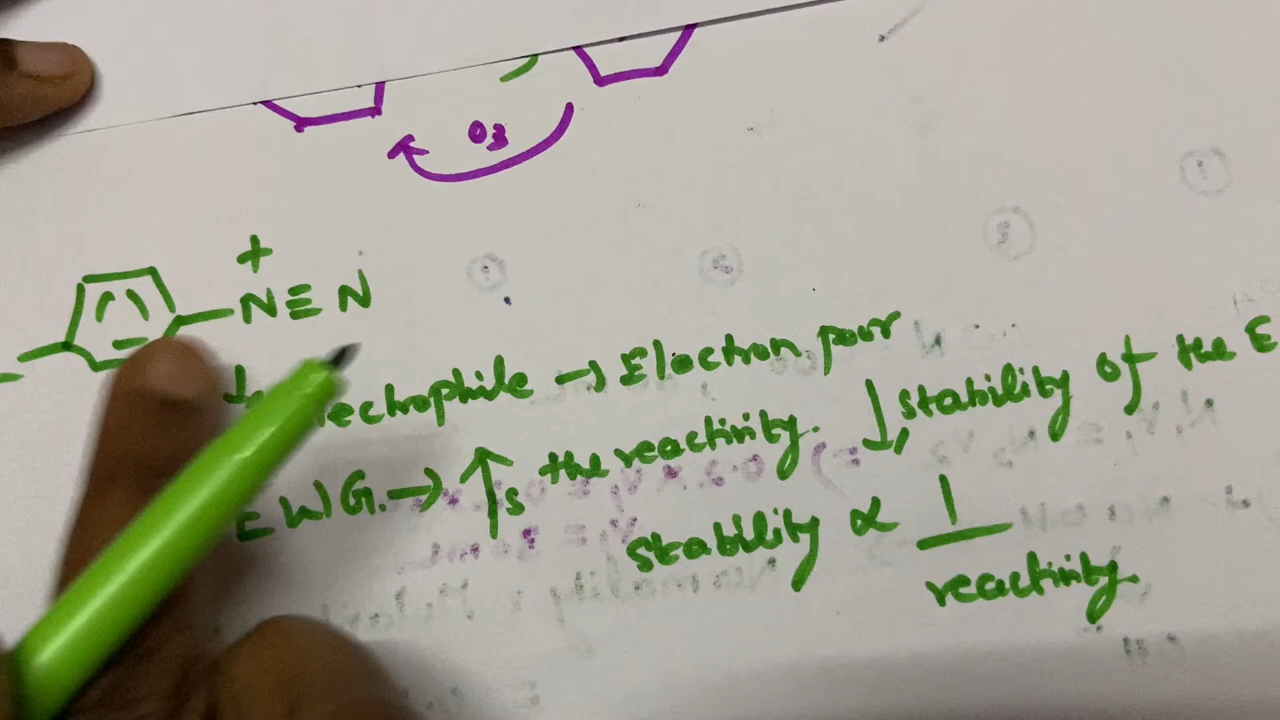 O3
+
N≡N
Electrophile → Electron poor
EWG. → ↑s the reactivity. ↓, stability of the E
stability ∝ 1
reactivity